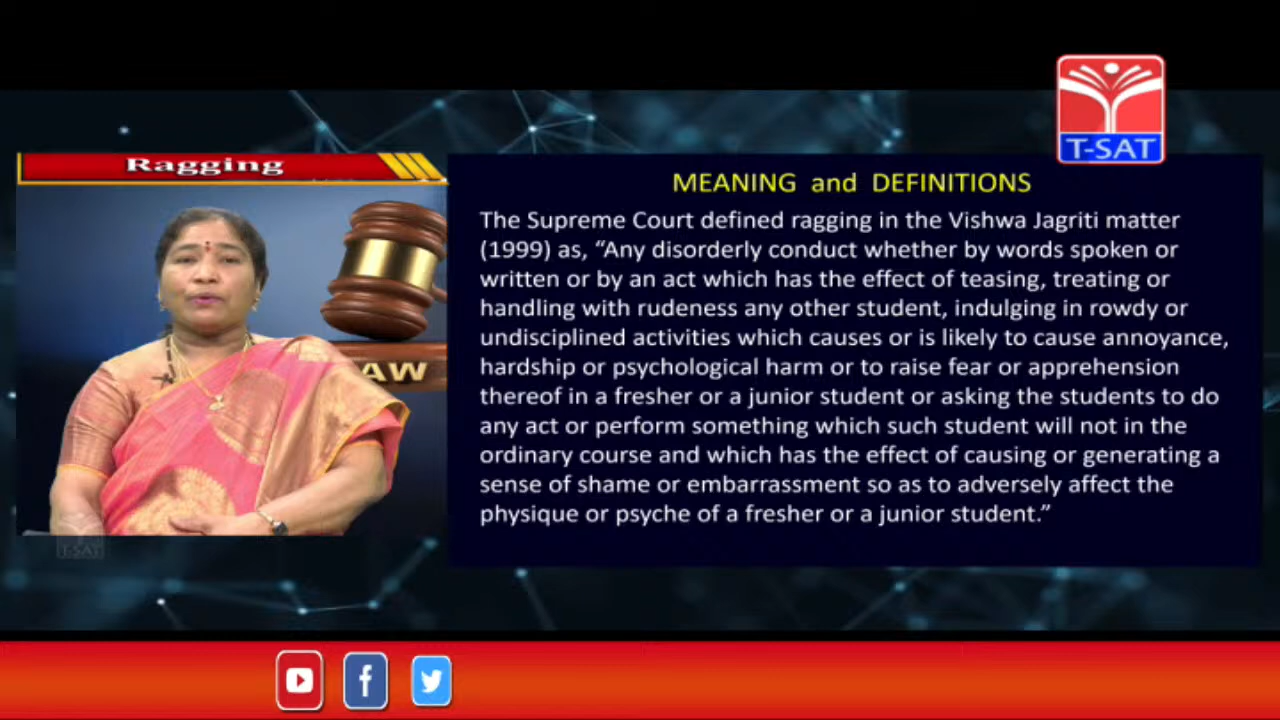 T-SAT
Ragging
MEANING and DEFINITIONS
The Supreme Court defined ragging in the Vishwa Jagriti matter
(1999) as, “Any disorderly conduct whether by words spoken or
written or by an act which has the effect of teasing, treating or
handling with rudeness any other student, indulging in rowdy or
undisciplined activities which causes or is likely to cause annoyance,
hardship or psychological harm or to raise fear or apprehension
thereof in a fresher or a junior student or asking the students to do
any act or perform something which such student will not in the
ordinary course and which has the effect of causing or generating a
sense of shame or embarrassment so as to adversely affect the
physique or psyche of a fresher or a junior student.”
AW
T-SAT